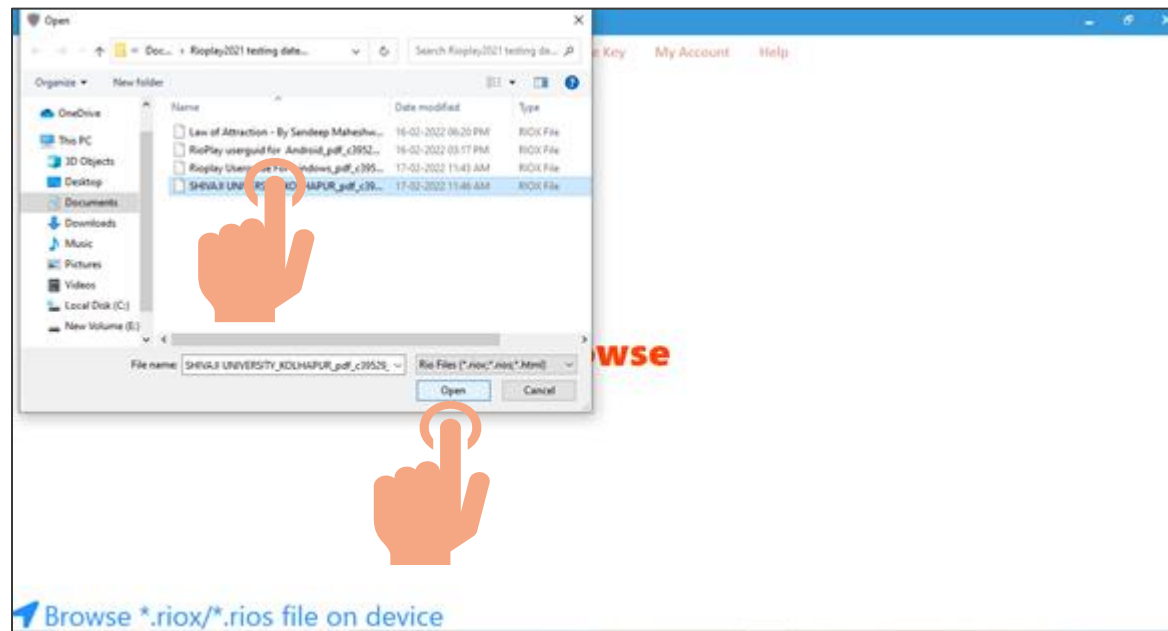 Open
Doc... › Rioplay2021 testing date...
Search Rioplay2021 testing da...
Key My Account Help
Organize New folder
Name Date modified Type
OneDrive
This PC
3D Objects
Desktop
Documents
Downloads
Music
Pictures
Videos
Local Disk (C:)
New Volume (E:)
Law of Attraction - By Sandeep Maheshw... 16-02-2022 06:20 PM RIOX File
RioPlay userguid for Android_pdf_c3952... 16-02-2022 03:17 PM RIOX File
Rioplay 17-02-2022 11:43 AM RIOX File
SHIVAJI 17-02-2022 11:46 AM RIOX File
wse
File name: SHIVAJI UNIVERSITY_KOLHAPUR_pdf_c39529_
Rio Files (*.riox;*.rios;*.html)
Open Cancel
Browse *.riox/*.rios file on device